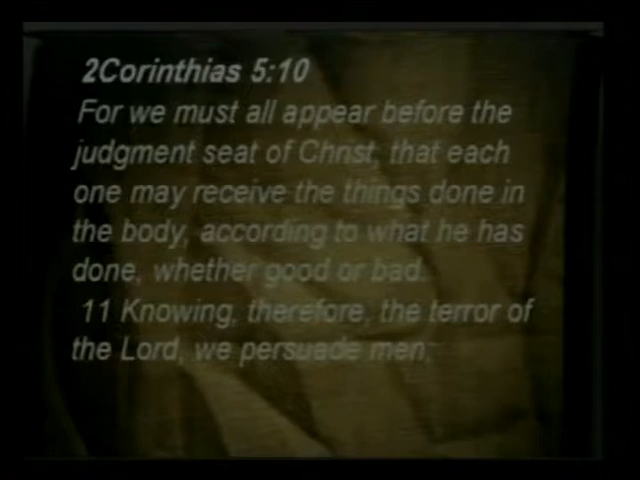 2Corinthias 5:10
For we must all appear before the
judgment seat of Christ, that each
one may receive the things done in
the body, according to what he has
done, whether good or bad.
11 Knowing, therefore, the terror of
the Lord, we persuade men;